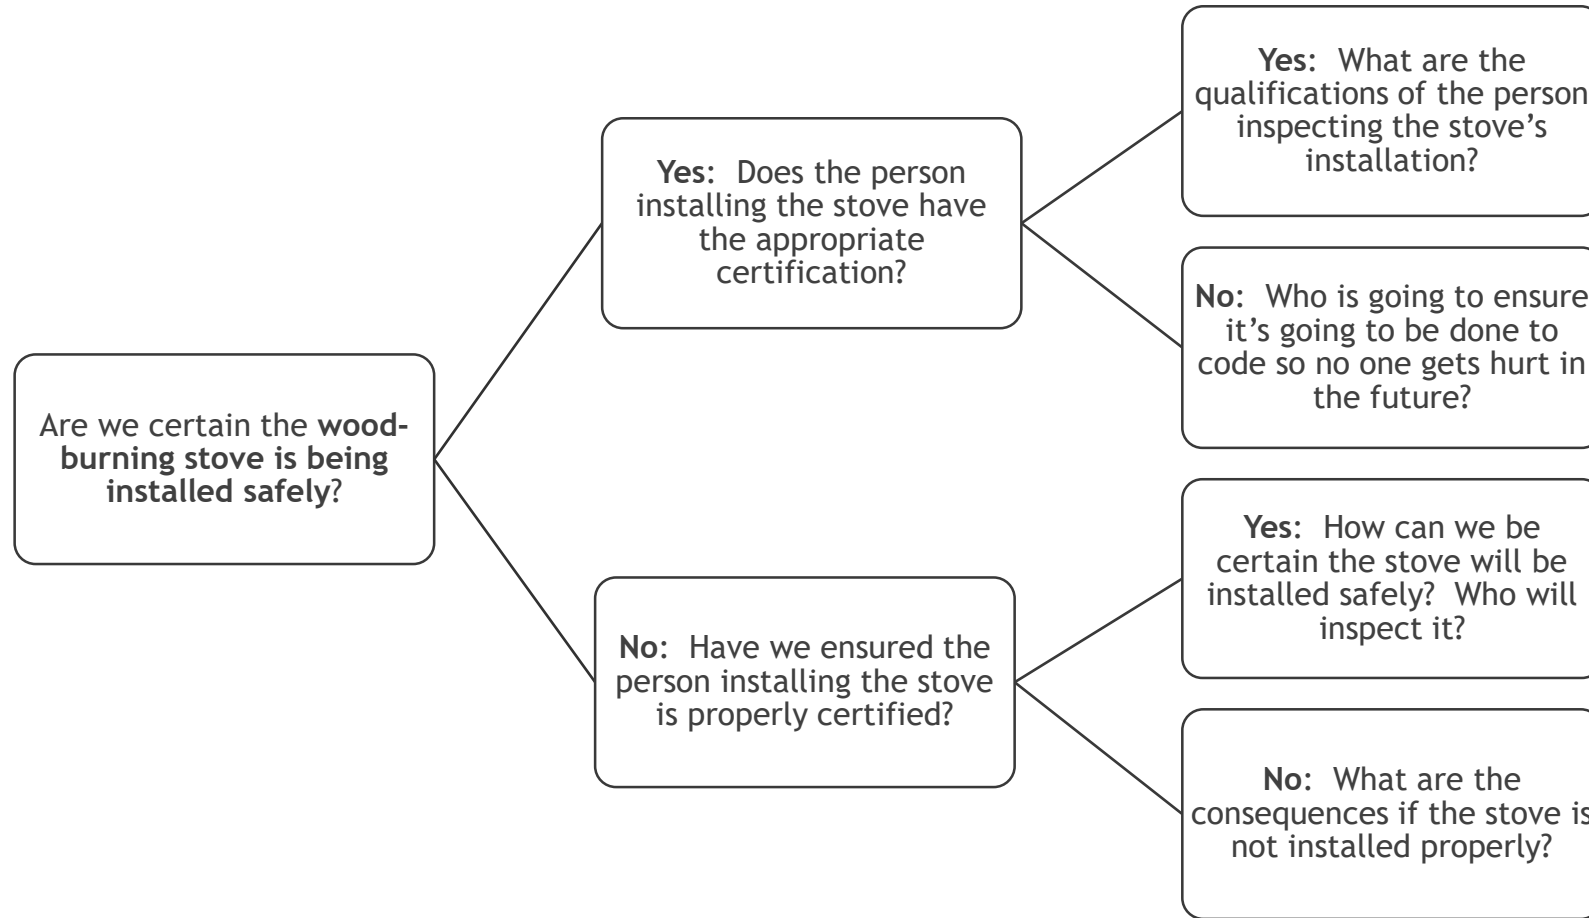 Are we certain the wood-
burning stove is being
installed safely?
Yes:  Does the person
installing the stove have
the appropriate
certification?
Yes:  What are the
qualifications of the person
inspecting the stove’s
installation?
No:  Who is going to ensure
it’s going to be done to
code so no one gets hurt in
the future?
No:  Have we ensured the
person installing the stove
is properly certified?
Yes:  How can we be
certain the stove will be
installed safely?  Who will
inspect it?
No:  What are the
consequences if the stove is
not installed properly?